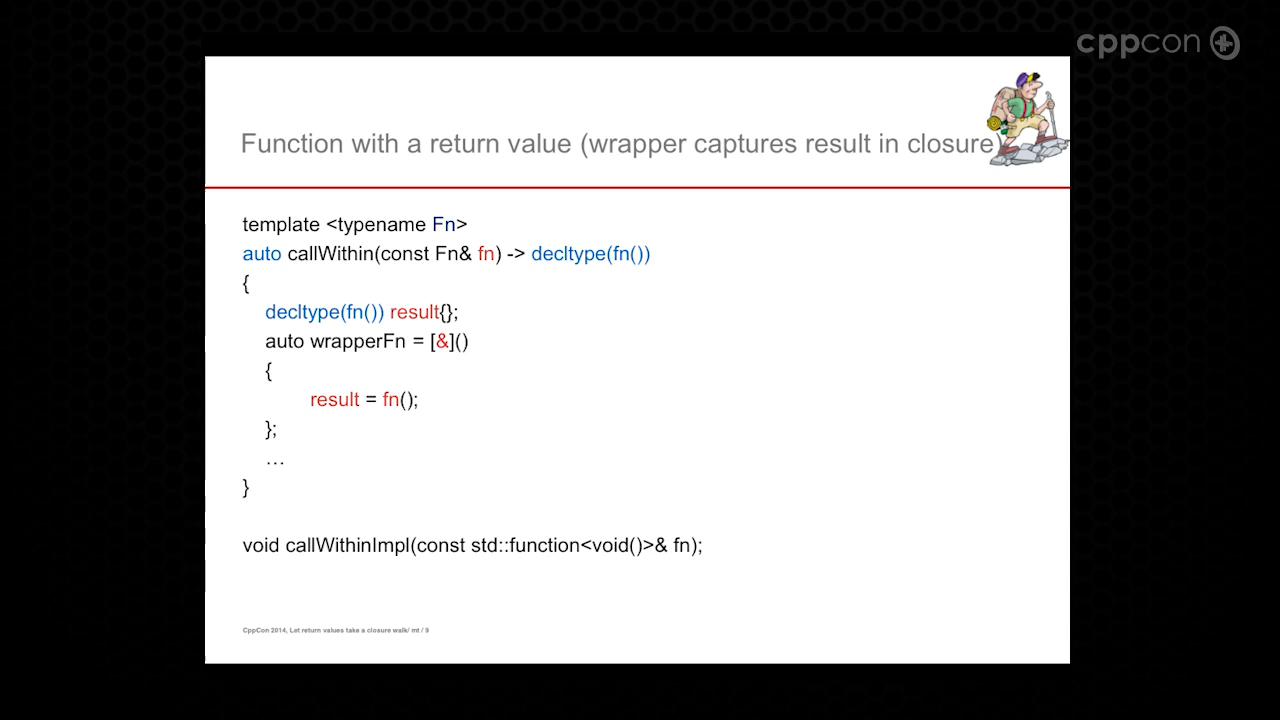 cppcon
Function with a return value (wrapper captures result in closure)
template <typename Fn>
auto callWithin(const Fn& fn) -> decltype(fn())
{
decltype(fn()) result{};
auto wrapperFn = [&]()
{
result = fn();
};
…
}
void callWithinImpl(const std::function<void()>& fn);
CppCon 2014, Let return values take a closure walk/ mt / 9